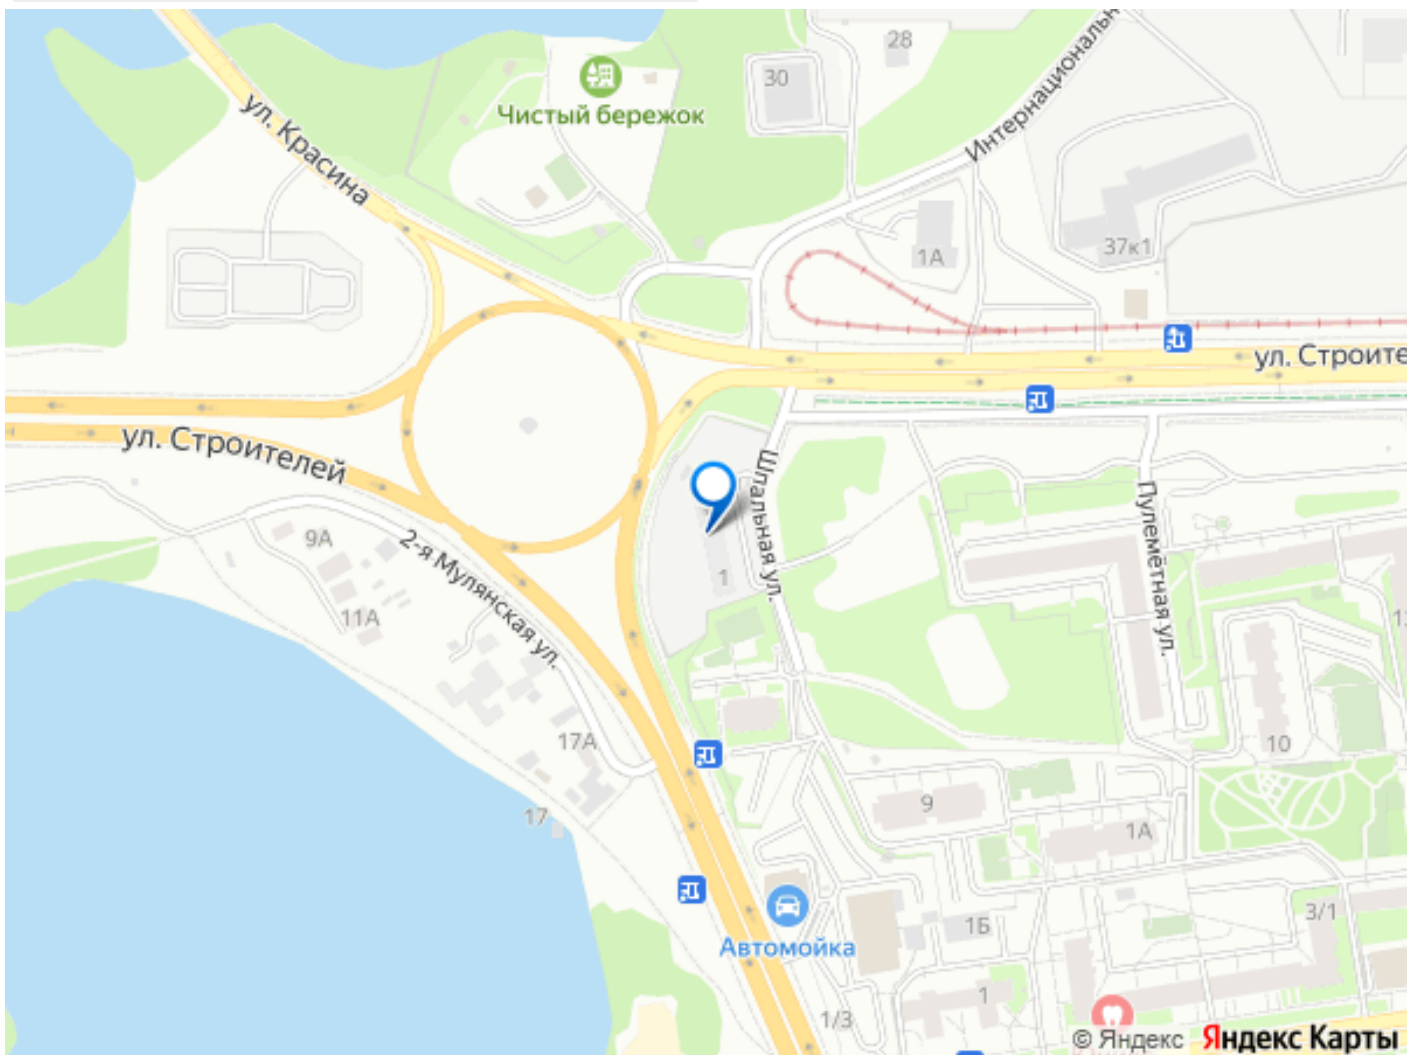 28
30
Чистый бережок
ул. Красина
Интернациональн
1А
37к1
ул. Строите
ул. Строителей
Шпальная ул.
Пулемётная ул.
9А
2-я Мулянская ул.
11А
1
17А
17
10
9
1А
3/1
1Б
Автомойка
1
1/3
© Яндекс Яндекс Карты